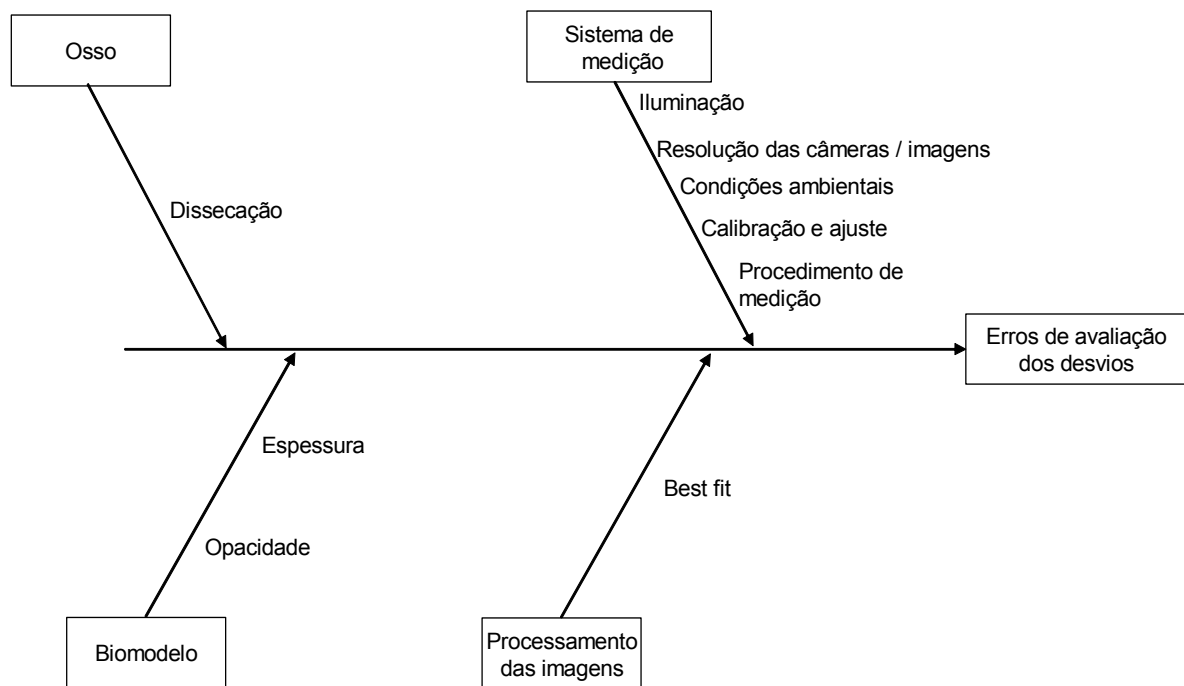 Osso
Sistema de
medição
Iluminação
Resolução das câmeras / imagens
Condições ambientais
Dissecação
Calibração e ajuste
Procedimento de
medição
Erros de avaliação
dos desvios
Espessura
Best fit
Opacidade
Biomodelo
Processamento
das imagens